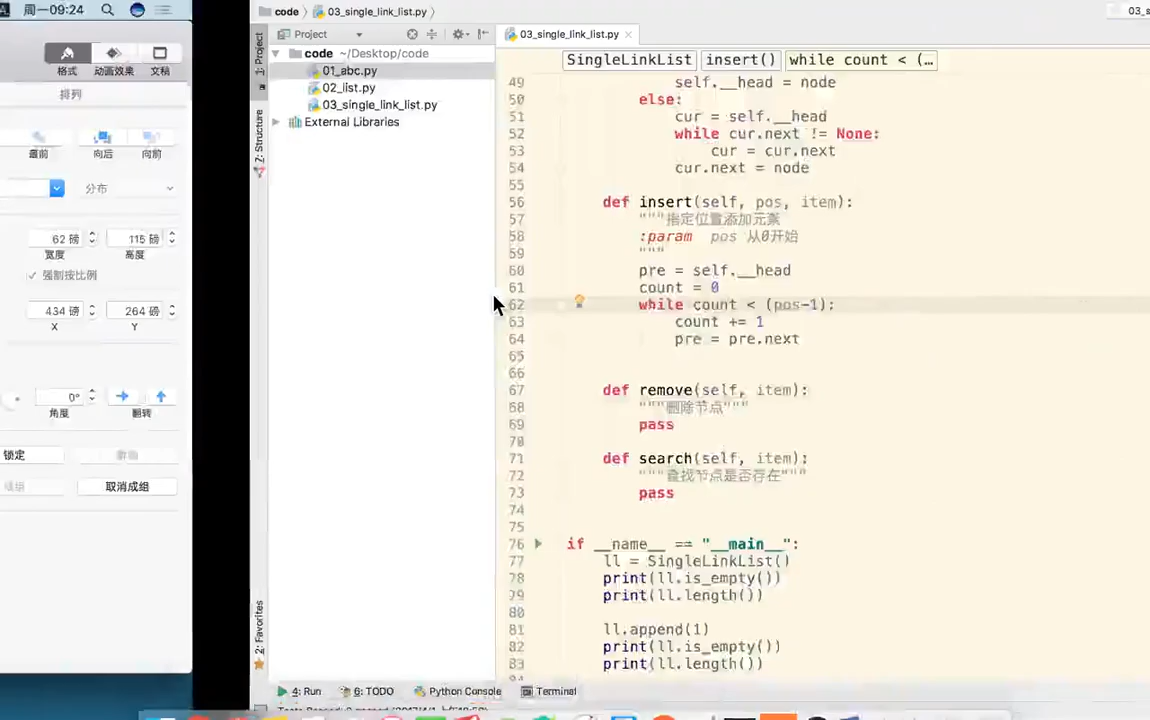 周一09:24
格式 动画效果 文稿
排列
向后 向前
分布
62 磅 115 磅
宽度 高度
强制按比例
434 磅 264 磅
X Y
0°
角度 翻转
锁定
取消成组
code 03_single_link_list.py
Project
03_single_link_list.py
1: Project
7: Structure
2: Favorites
code ~/Desktop/code
01_abc.py
02_list.py
03_single_link_list.py
External Libraries
SingleLinkList insert() while count < (…
49 self.__head = node
50 else:
51 cur = self.__head
52 while cur.next != None:
53 cur = cur.next
54 cur.next = node
55
56 def insert(self, pos, item):
57 """指定位置添加元素
58 :param pos 从0开始
59 """
60 pre = self.__head
61 count = 0
62 while count < (pos-1):
63 count += 1
64 pre = pre.next
65
66
67 def remove(self, item):
68 """删除节点"""
69 pass
70
71 def search(self, item):
72 """查找节点是否存在"""
73 pass
74
75
76 if __name__ == "__main__":
77 ll = SingleLinkList()
78 print(ll.is_empty())
79 print(ll.length())
80
81 ll.append(1)
82 print(ll.is_empty())
83 print(ll.length())
4: Run 6: TODO Python Console Terminal